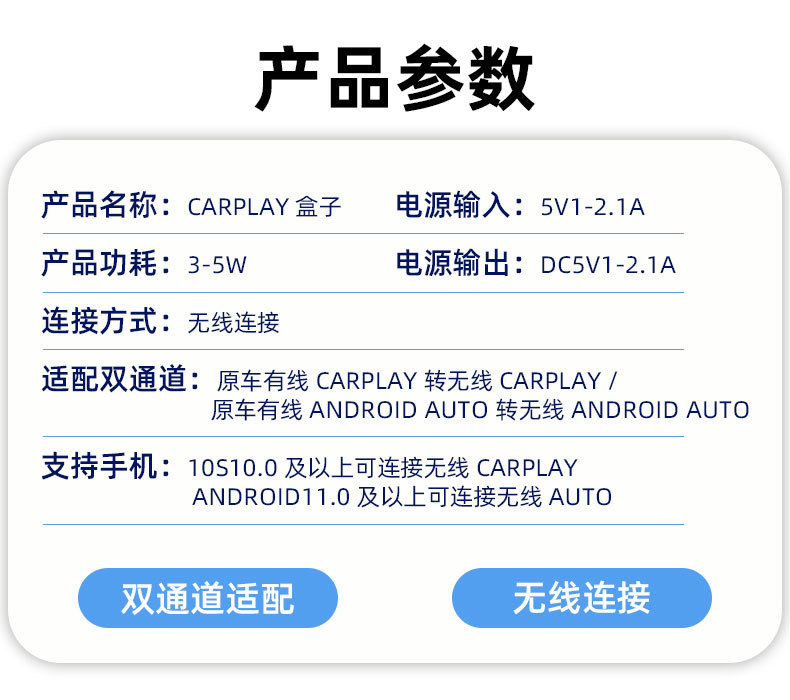 产品参数
产品名称：CARPLAY 盒子 电源输入：5V1-2.1A
产品功耗：3-5W 电源输出：DC5V1-2.1A
连接方式：无线连接
适配双通道：原车有线 CARPLAY 转无线 CARPLAY /
原车有线 ANDROID AUTO 转无线 ANDROID AUTO
支持手机：10S10.0 及以上可连接无线 CARPLAY
ANDROID11.0 及以上可连接无线 AUTO
双通道适配 无线连接